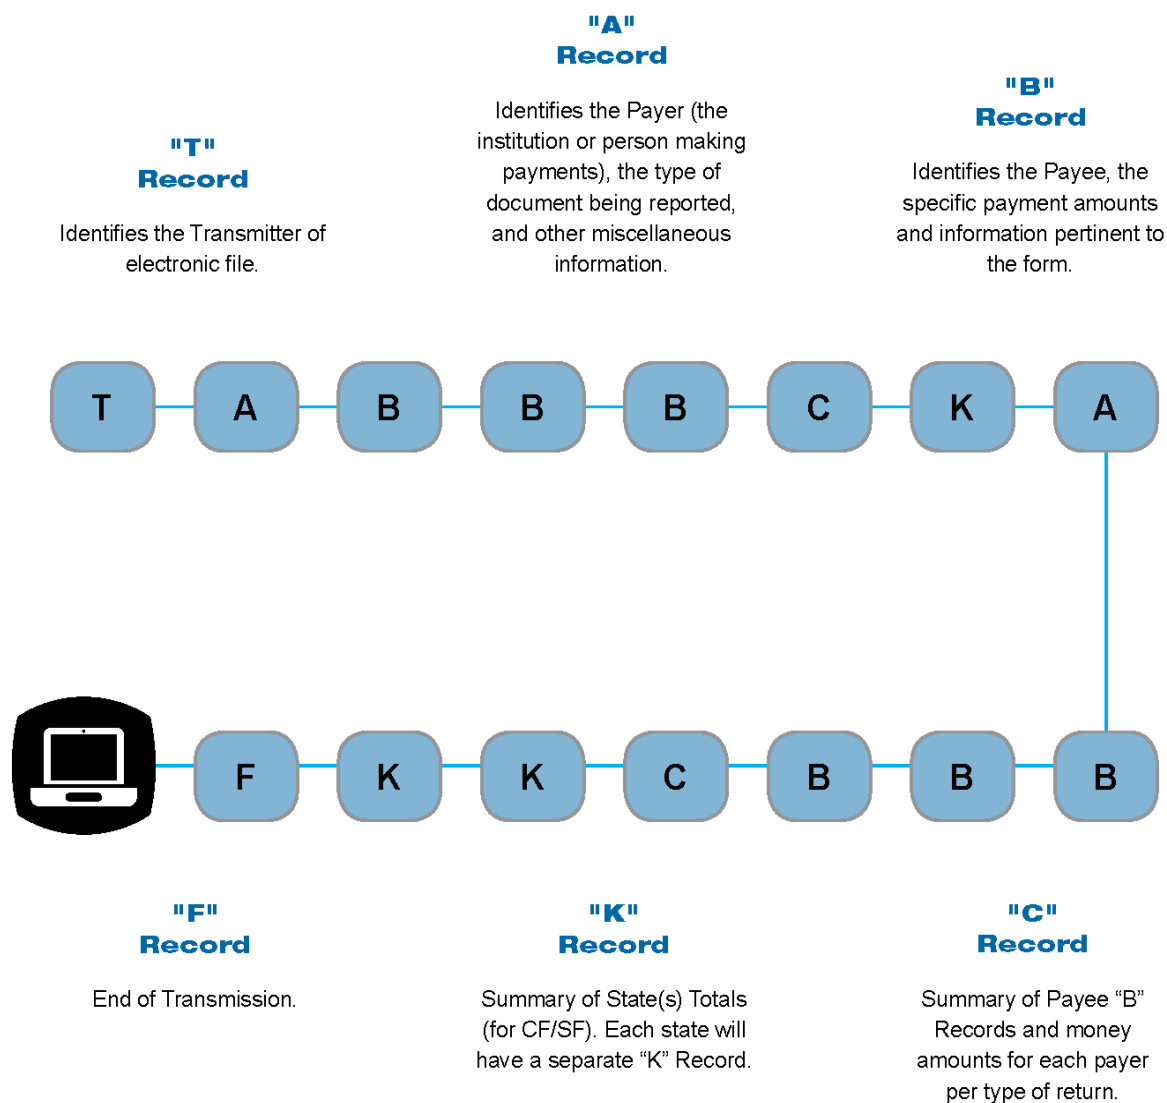 "T"
Record
Identifies the Transmitter of
electronic file.
"A"
Record
Identifies the Payer (the
institution or person making
payments), the type of
document being reported,
and other miscellaneous
information.
"B"
Record
Identifies the Payee, the
specific payment amounts
and information pertinent to
the form.
T A B B B C K A
F K K C B B B
"F"
Record
End of Transmission.
"K"
Record
Summary of State(s) Totals
(for CF/SF). Each state will
have a separate “K” Record.
"C"
Record
Summary of Payee “B”
Records and money
amounts for each payer
per type of return.